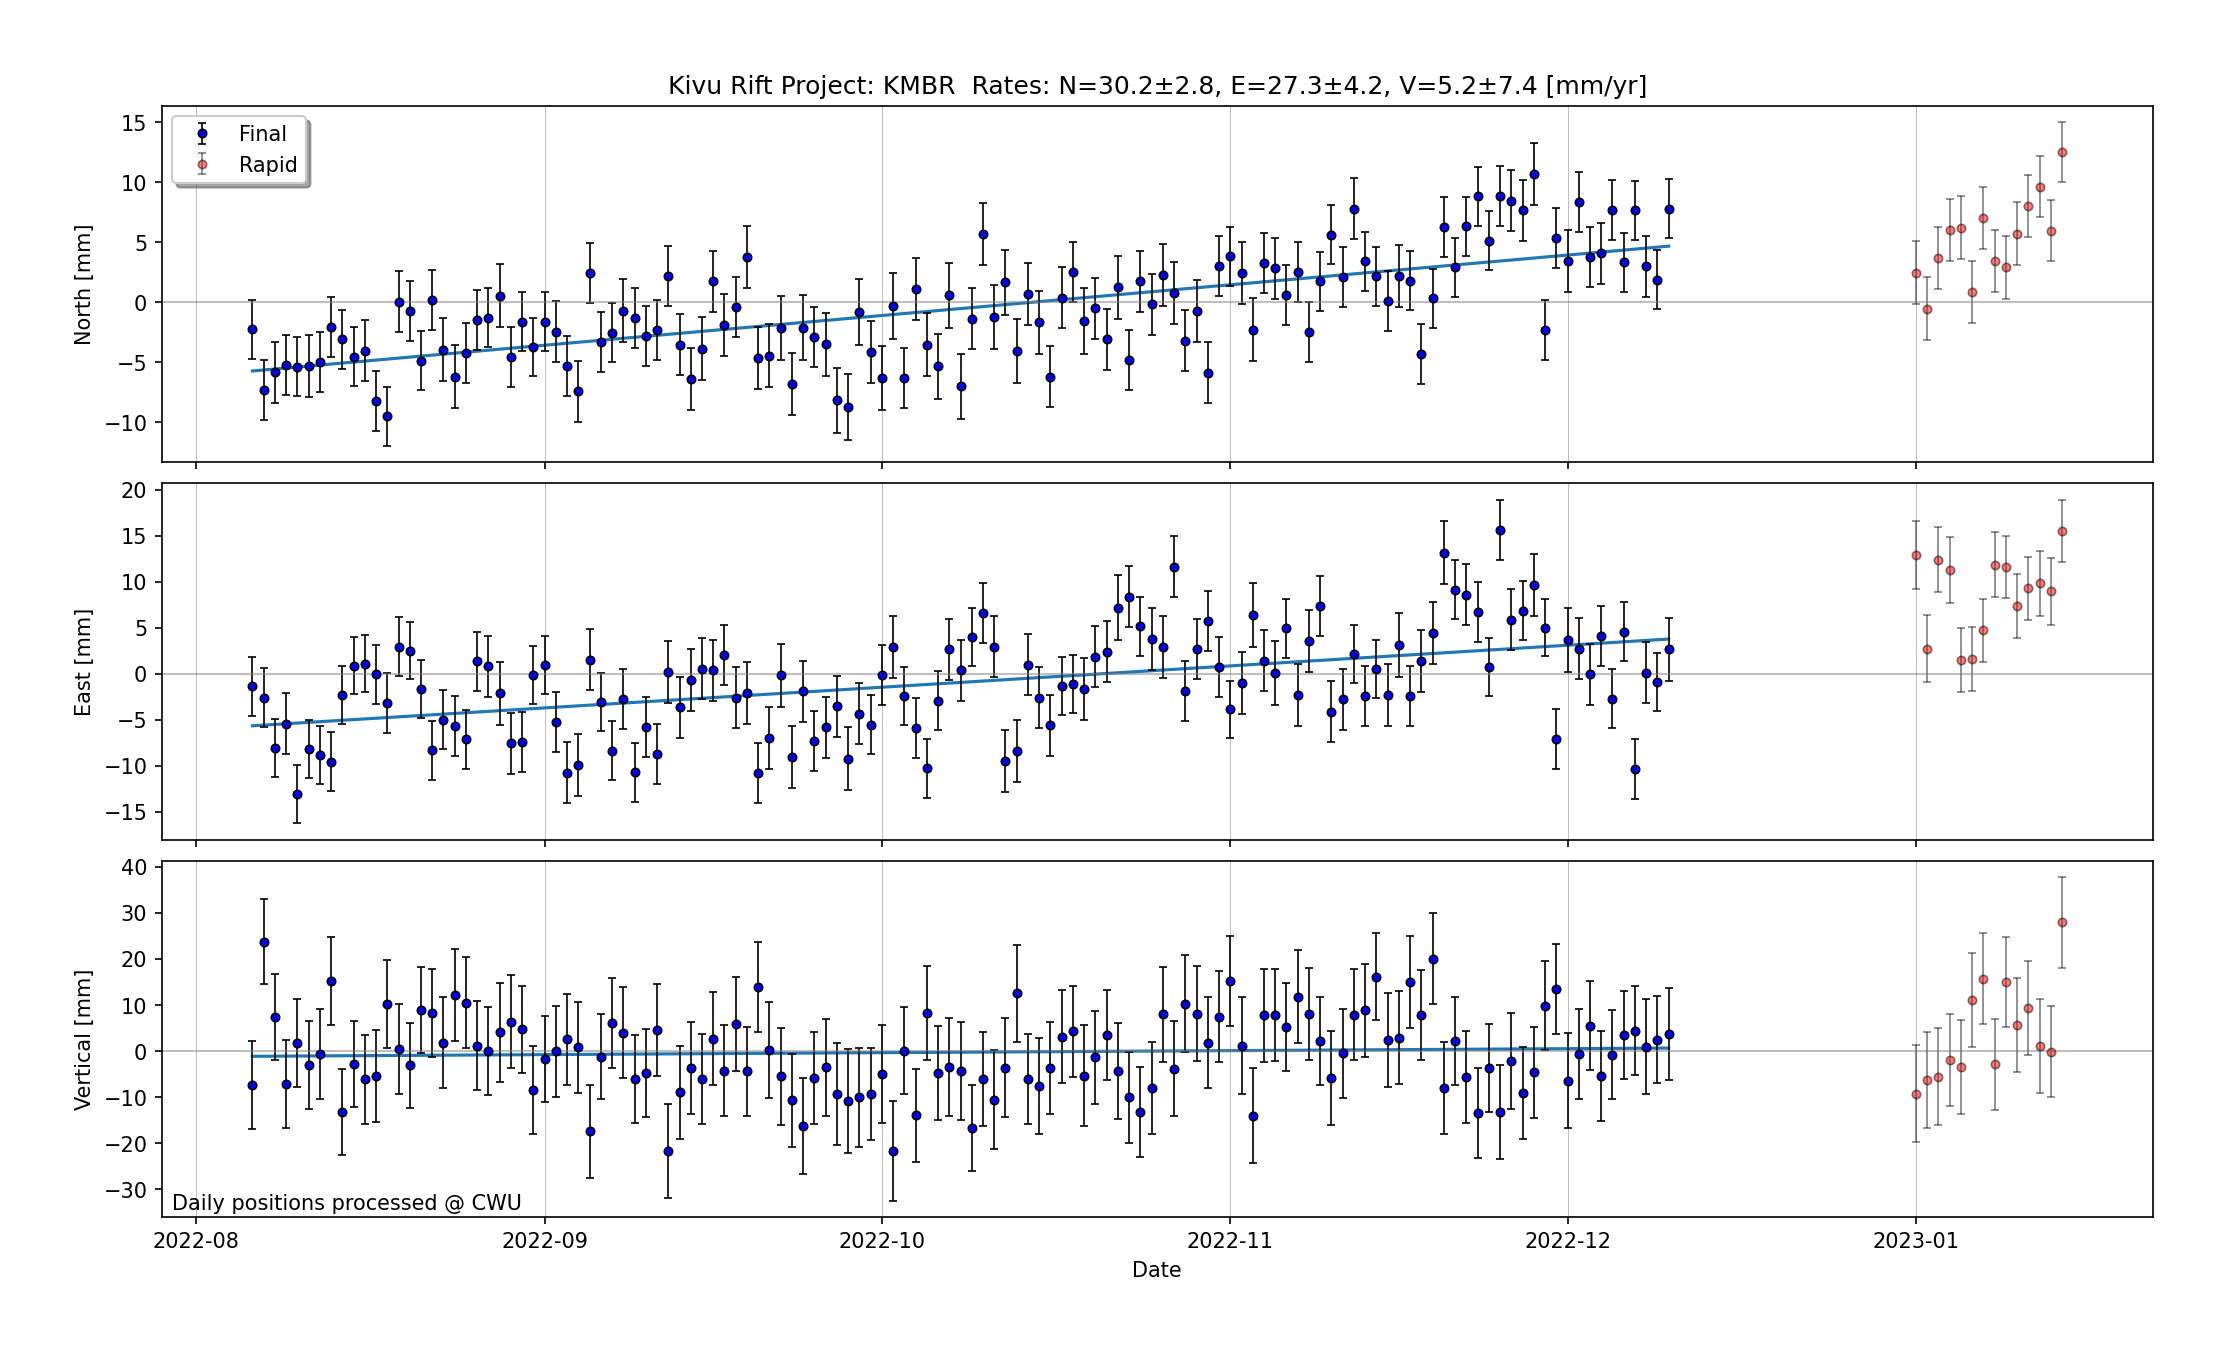 Kivu Rift Project: KMBR  Rates: N=30.2±2.8, E=27.3±4.2, V=5.2±7.4 [mm/yr]
Final
Rapid
North [mm]
15
10
5
0
−5
−10
East [mm]
20
15
10
5
0
−5
−10
−15
Vertical [mm]
40
30
20
10
0
−10
−20
−30
Daily positions processed @ CWU
2022-08 2022-09 2022-10 2022-11 2022-12 2023-01
Date